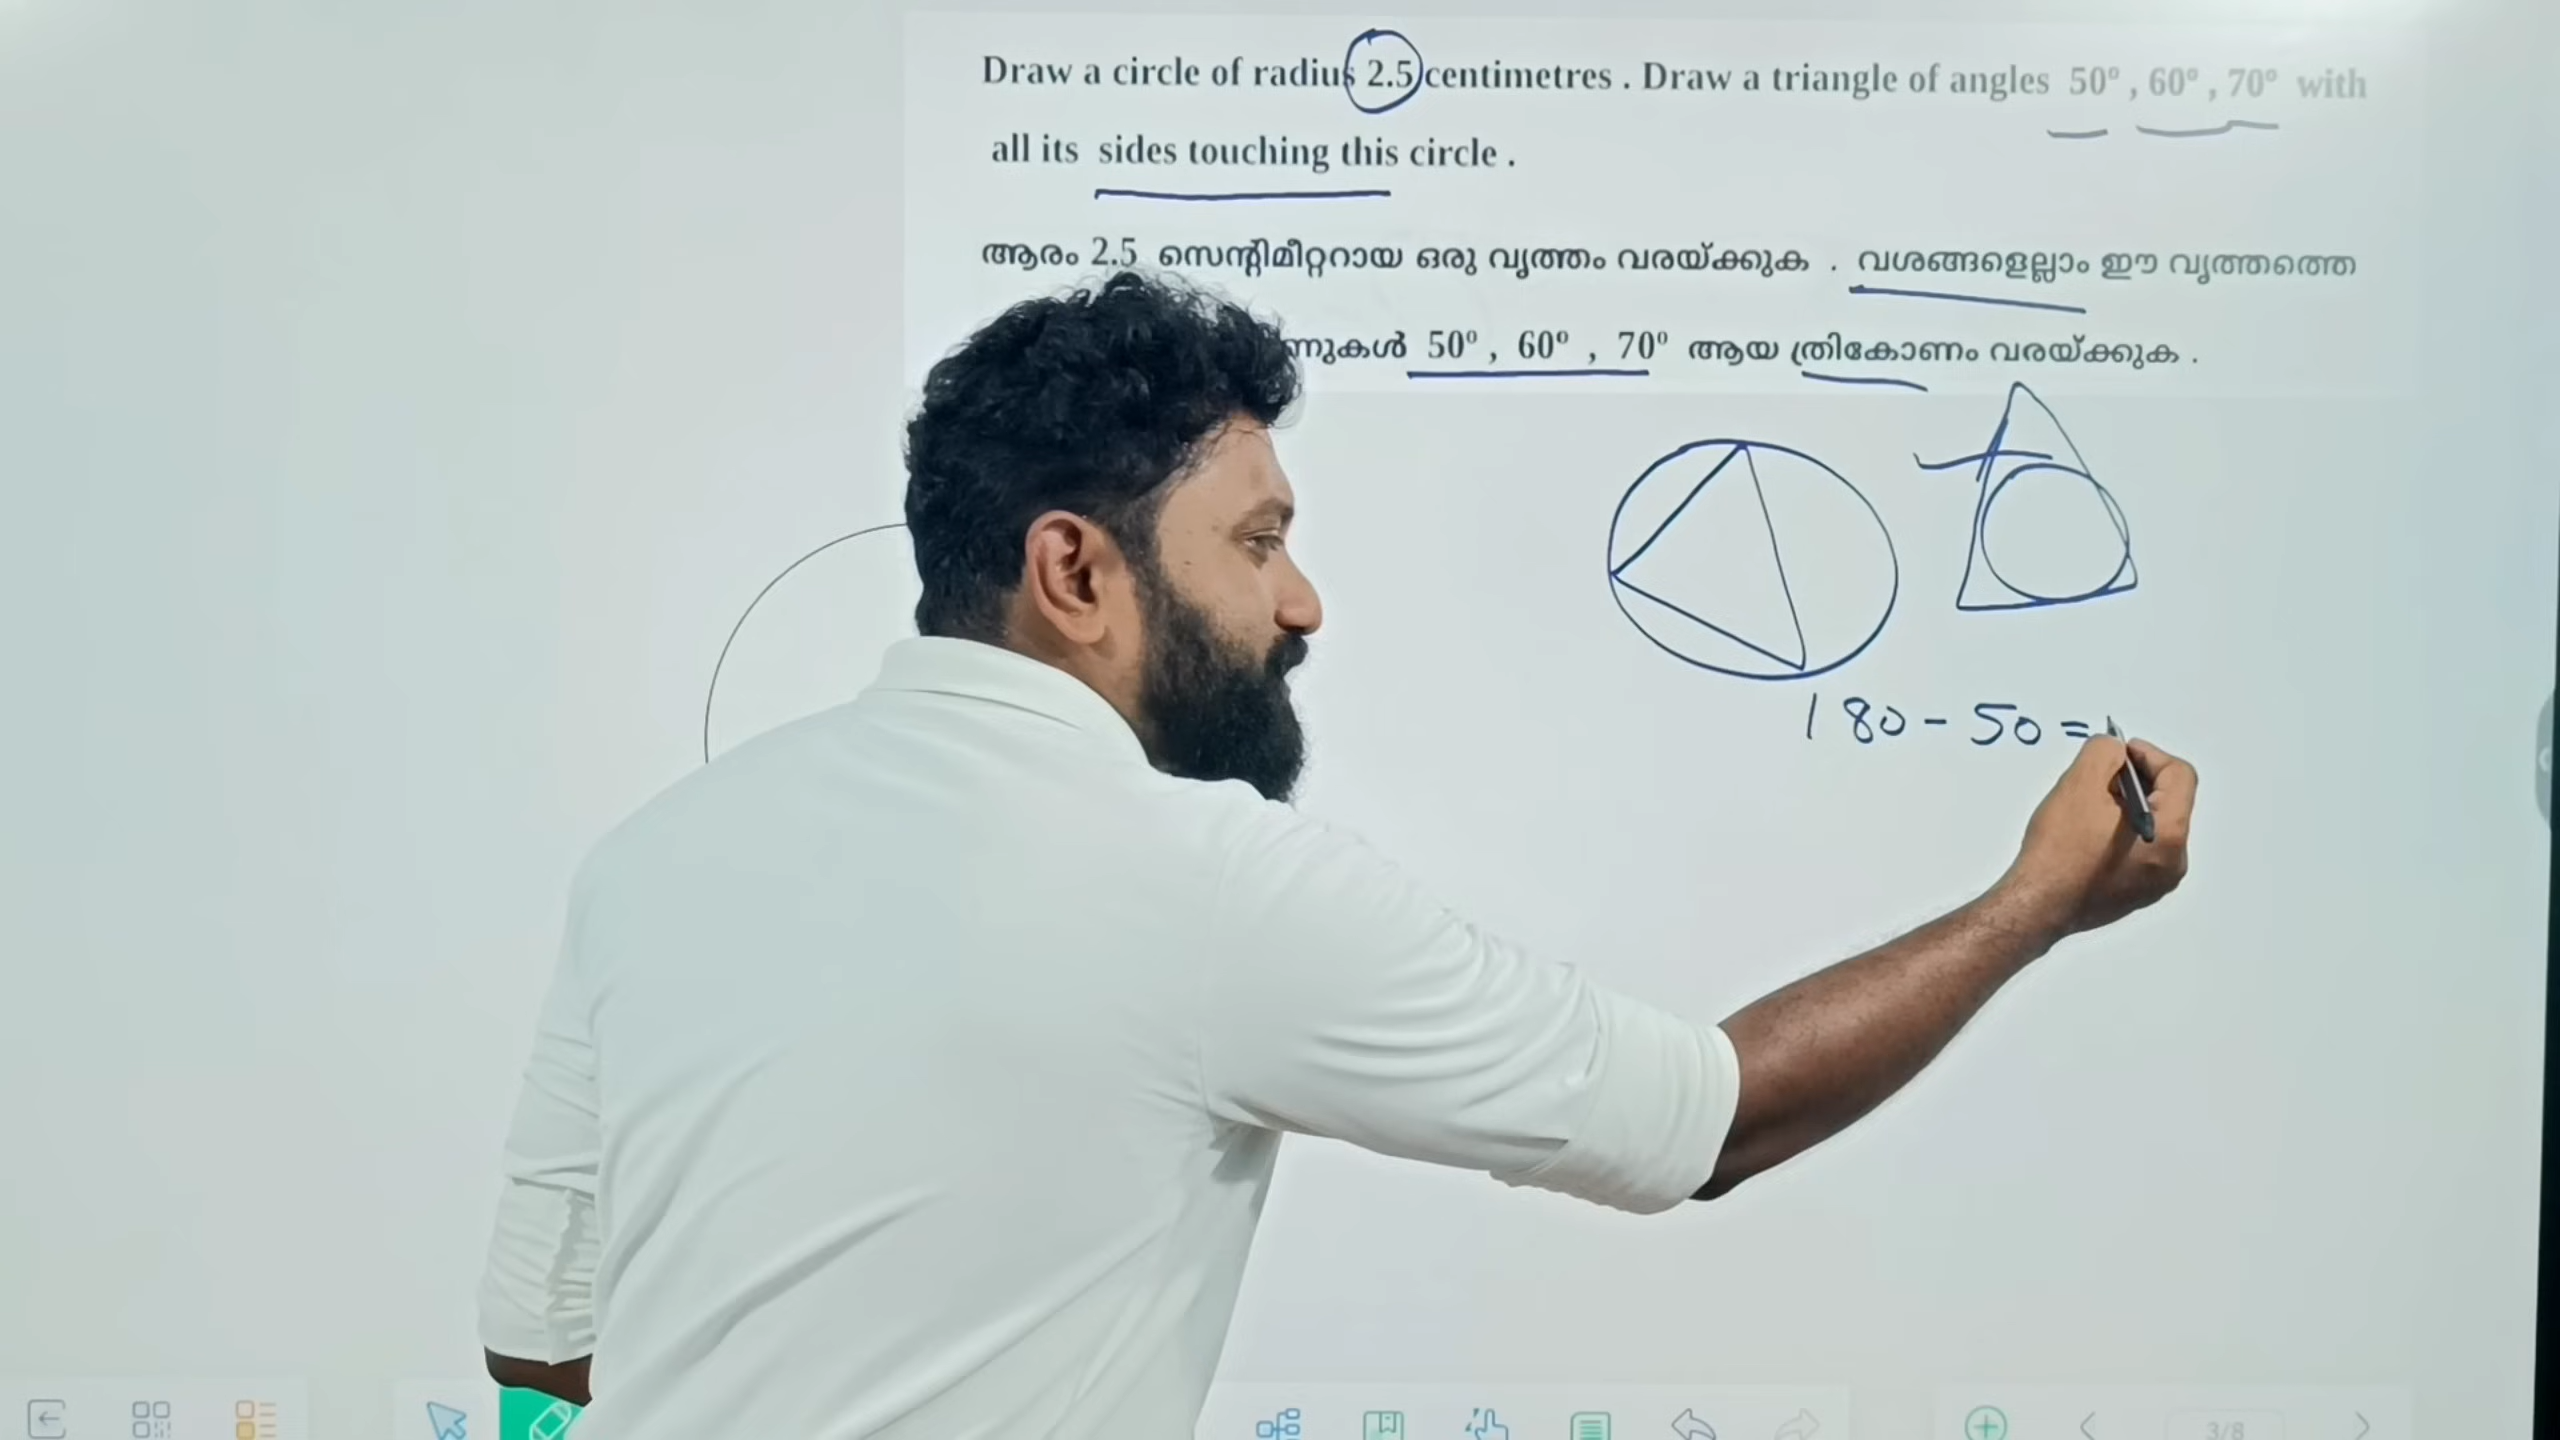 Draw a circle of radius 2.5 centimetres . Draw a triangle of angles 50° , 60° , 70° with
all its sides touching this circle .
ആരം 2.5 സെന്റിമീറ്ററായ ഒരു വൃത്തം വരയ്ക്കുക . വശങ്ങളെല്ലാം ഈ വൃത്തത്തെ
ണുകൾ 50° , 60° , 70° ആയ ത്രികോണം വരയ്ക്കുക .
180 - 50 =
3/8